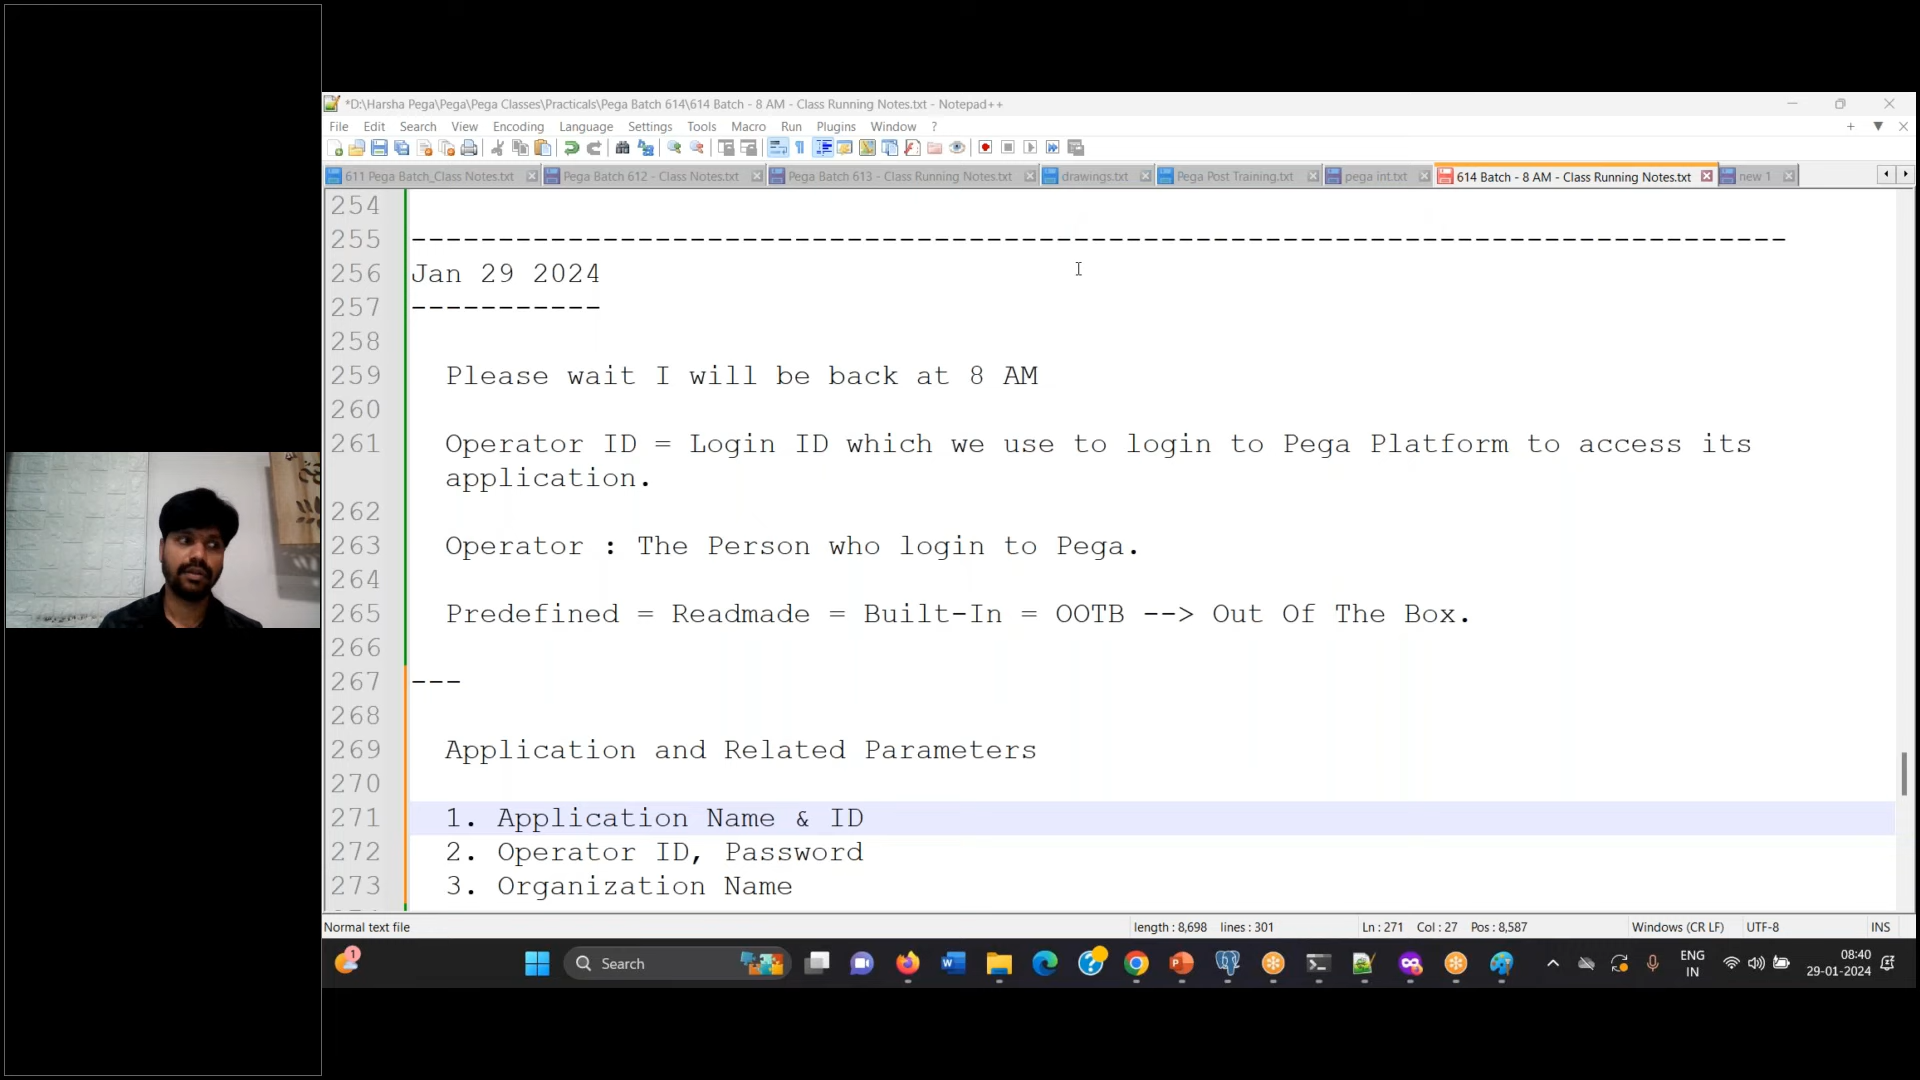 *D:\Harsha Pega\Pega\Pega Classes\Practicals\Pega Batch 614\614 Batch - 8 AM - Class Running Notes.txt - Notepad++
File Edit Search View Encoding Language Settings Tools Macro Run Plugins Window ?
611 Pega Batch_Class Notes.txt Pega Batch 612 - Class Notes.txt Pega Batch 613 - Class Running Notes.txt drawings.txt Pega Post Training.txt pega int.txt 614 Batch - 8 AM - Class Running Notes.txt new 1
254
255 --------------------------------------------------------------------------------
256 Jan 29 2024
257 -----------
258
259 Please wait I will be back at 8 AM
260
261 Operator ID = Login ID which we use to login to Pega Platform to access its
application.
262
263 Operator : The Person who login to Pega.
264
265 Predefined = Readmade = Built-In = OOTB --> Out Of The Box.
266
267 ---
268
269 Application and Related Parameters
270
271 1. Application Name & ID
272 2. Operator ID, Password
273 3. Organization Name
Normal text file length : 8,698 lines : 301 Ln : 271 Col : 27 Pos : 8,587 Windows (CR LF) UTF-8 INS
1 Search ENG IN 08:40 29-01-2024